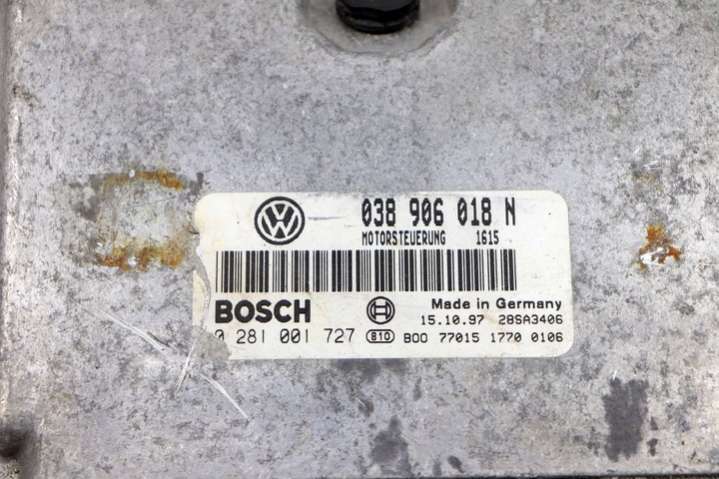 038 906 018 N
MOTORSTEUERUNG 1615
BOSCH
Made in Germany
15.10.97 28SA3406
0 281 001 727 B10 B00 77015 1770 0106